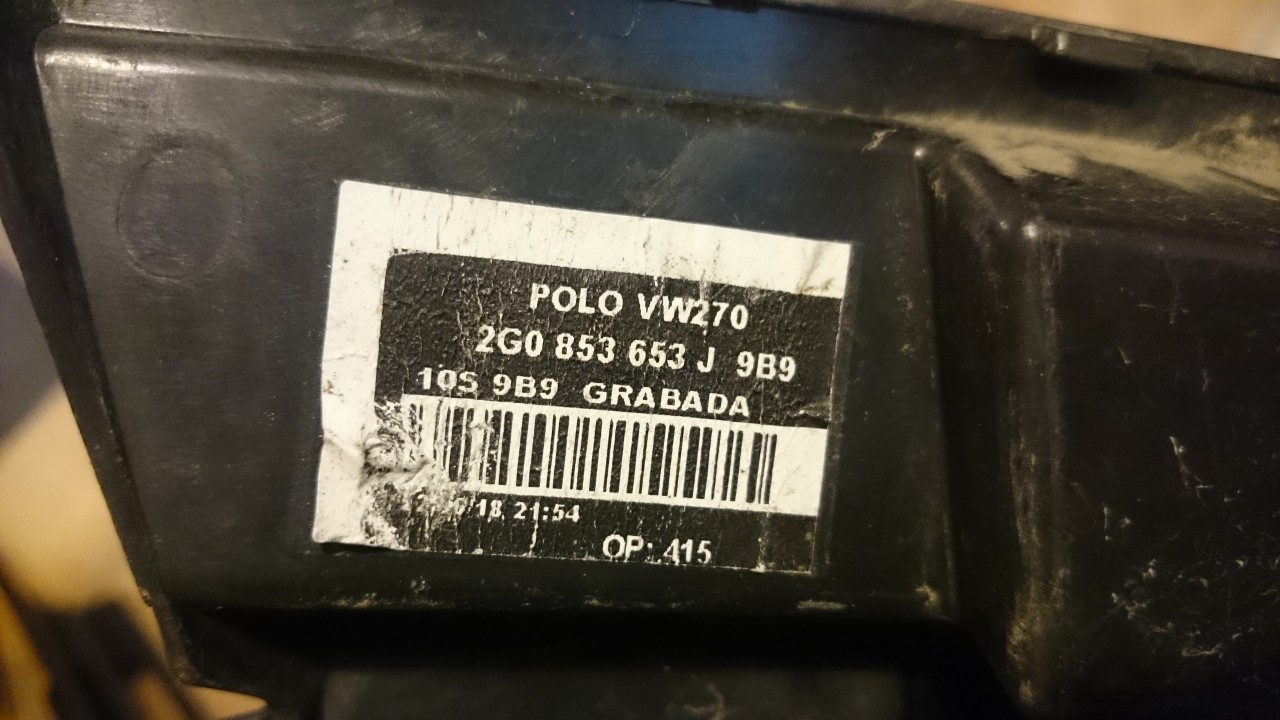 POLO VW270
2G0 853 653 J 9B9
10S 9B9 GRABADA
/18 21:54
OP: 415